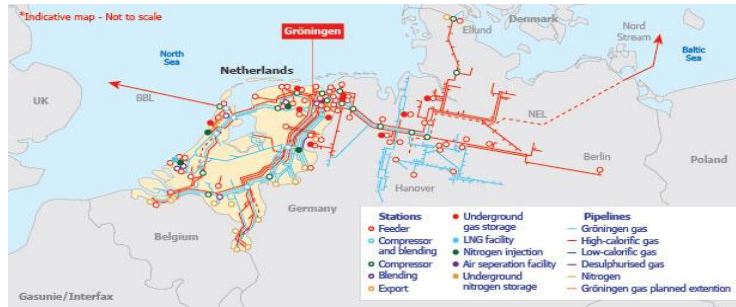 *Indicative map - Not to scale
Denmark
Ellund
Nord
Stream
Baltic
Sea
Gröningen
North
Sea
Netherlands
UK
BBL
NEL
Berlin
Poland
Hanover
Germany
Belgium
Gasunie/Interfax
Stations
Feeder
Compressor
and blending
Compressor
Blending
Export
Underground
gas storage
LNG facility
Nitrogen injection
Air seperation facility
Underground
nitrogen storage
Pipelines
Gröningen gas
High-calorific gas
Low-calorific gas
Desulphurised gas
Nitrogen
Gröningen gas planned extention